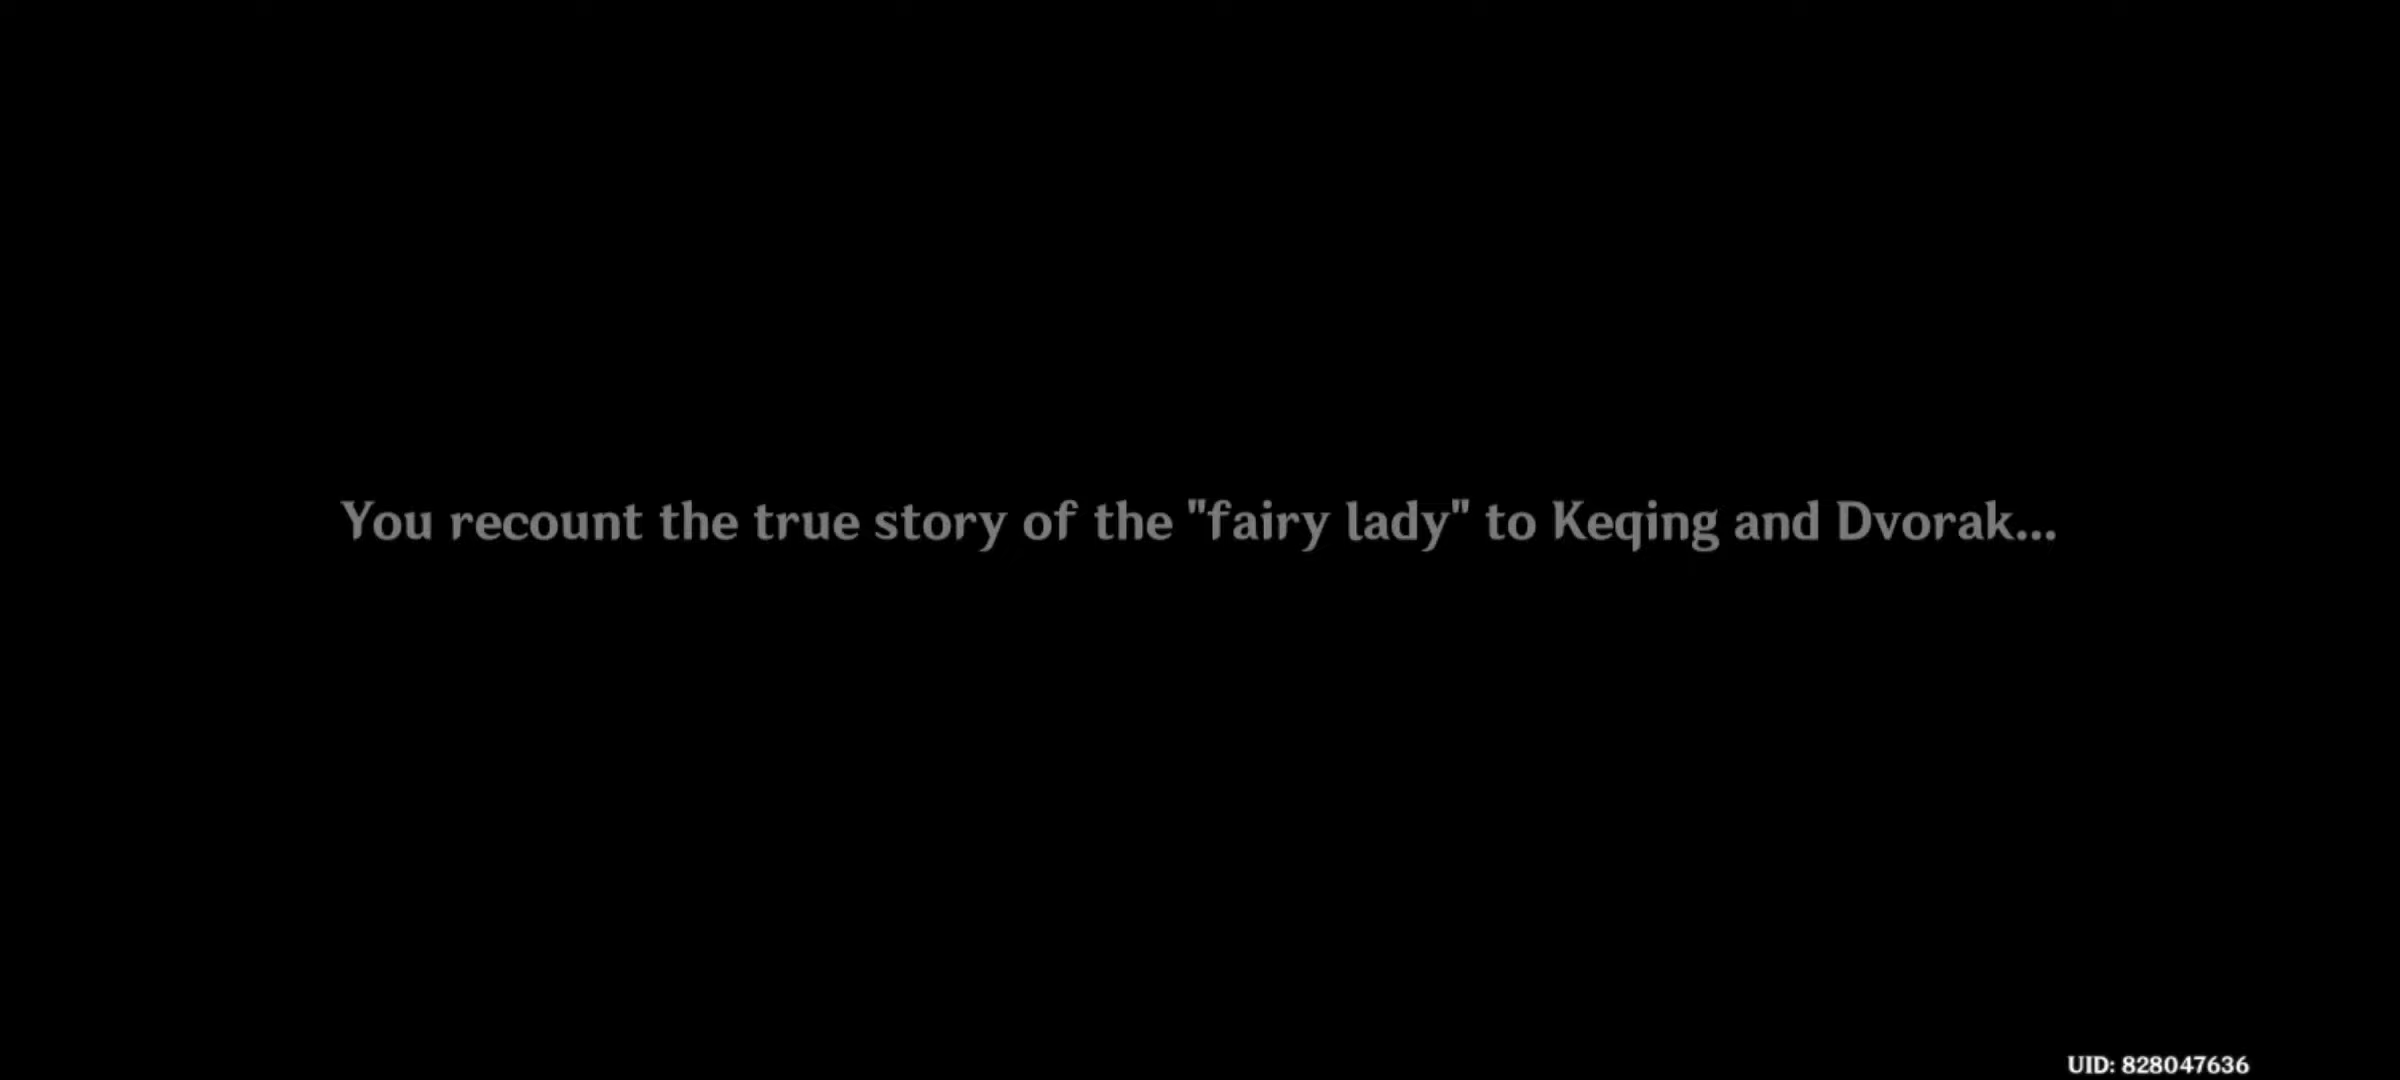 You recount the true story of the "fairy lady" to Keqing and Dvorak...
UID: 828047636